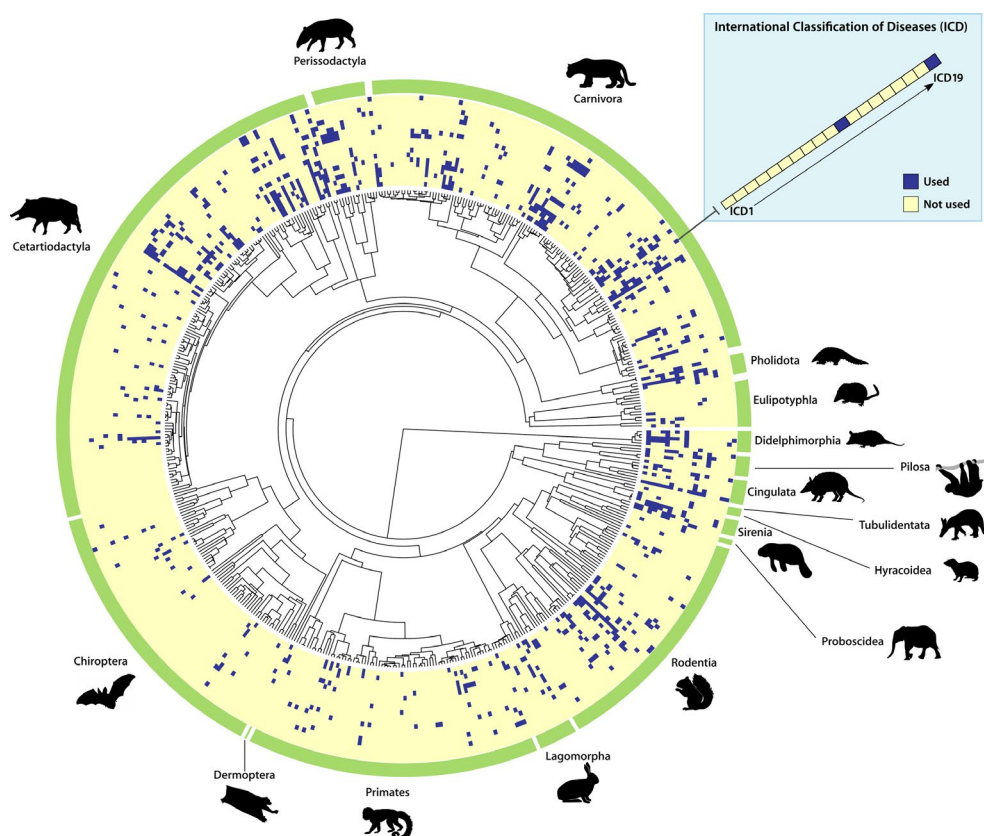 International Classification of Diseases (ICD)
ICD19
ICD1
Used
Not used
Perissodactyla
Carnivora
Cetartiodactyla
Pholidota
Eulipotyphla
Didelphimorphia
Pilosa
Cingulata
Tubulidentata
Sirenia
Hyracoidea
Proboscidea
Rodentia
Chiroptera
Lagomorpha
Dermoptera
Primates